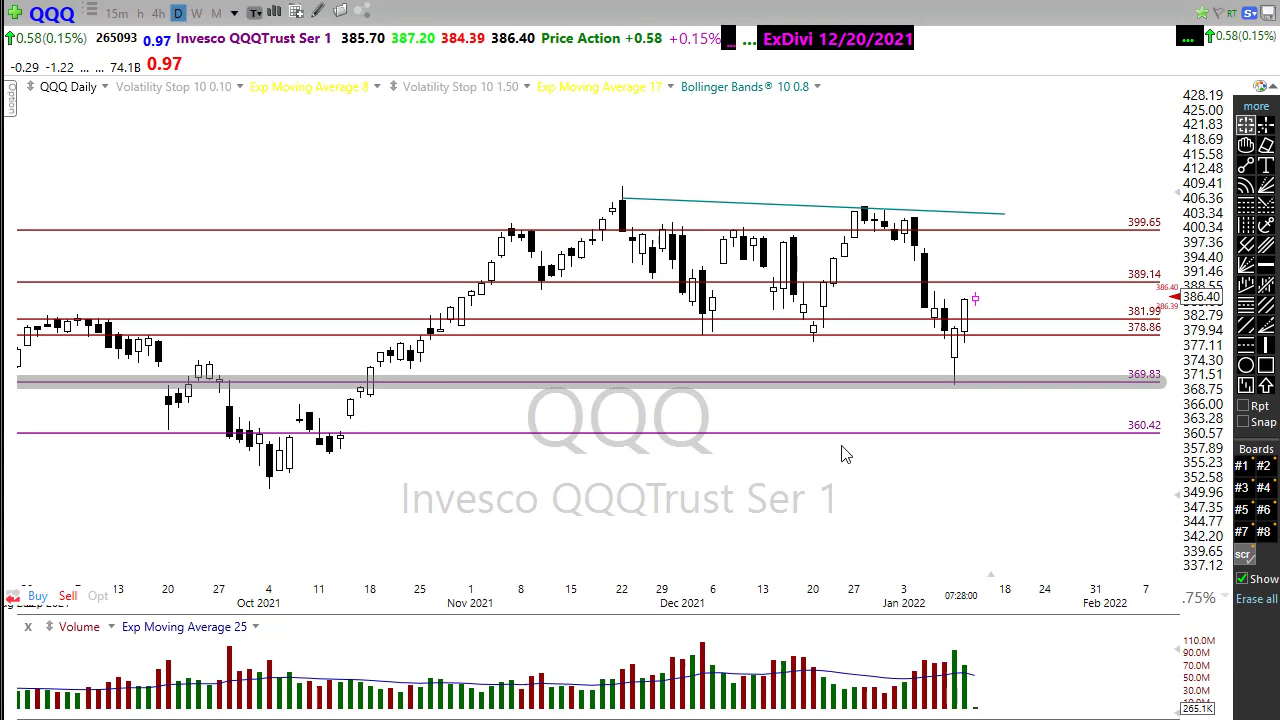 QQQ 15m h 4h D W M T RT S
0.58(0.15%) 265093 0.97 Invesco QQQTrust Ser 1 385.70 387.20 384.39 386.40 Price Action +0.58 +0.15% ... ... ExDivi 12/20/2021 ... 0.58(0.15%)
-0.29 -1.22 ... ... 74.1B 0.97
Option
QQQ Daily Volatility Stop 10 0.10 Exp Moving Average 8 Volatility Stop 10 1.50 Exp Moving Average 17 Bollinger Bands® 10 0.8
428.19
425.00
421.83
418.69
415.58
412.48
409.41
406.36
403.34
400.34
397.36
394.40
391.46
388.55
386.40
382.79
379.94
377.11
374.30
371.51
368.75
366.00
363.28
360.57
357.89
355.23
352.58
349.96
347.35
344.77
342.20
339.65
337.12
399.65
389.14
386.40
386.39
381.99
378.86
369.83
360.42
QQQ
Invesco QQQTrust Ser 1
more
T
Rpt
Snap
Boards
#1 #2
#3 #4
#5 #6
#7 #8
scr
Show
Erase all
13 20 27 4 11 18 25 1 8 15 22 29 6 13 20 27 3 07:28:00 18 24 31 7
Oct 2021 Nov 2021 Dec 2021 Jan 2022 Feb 2022
Buy Sell Opt
.75%
X Volume Exp Moving Average 25
110.0M
90.0M
70.0M
50.0M
30.0M
265.1K